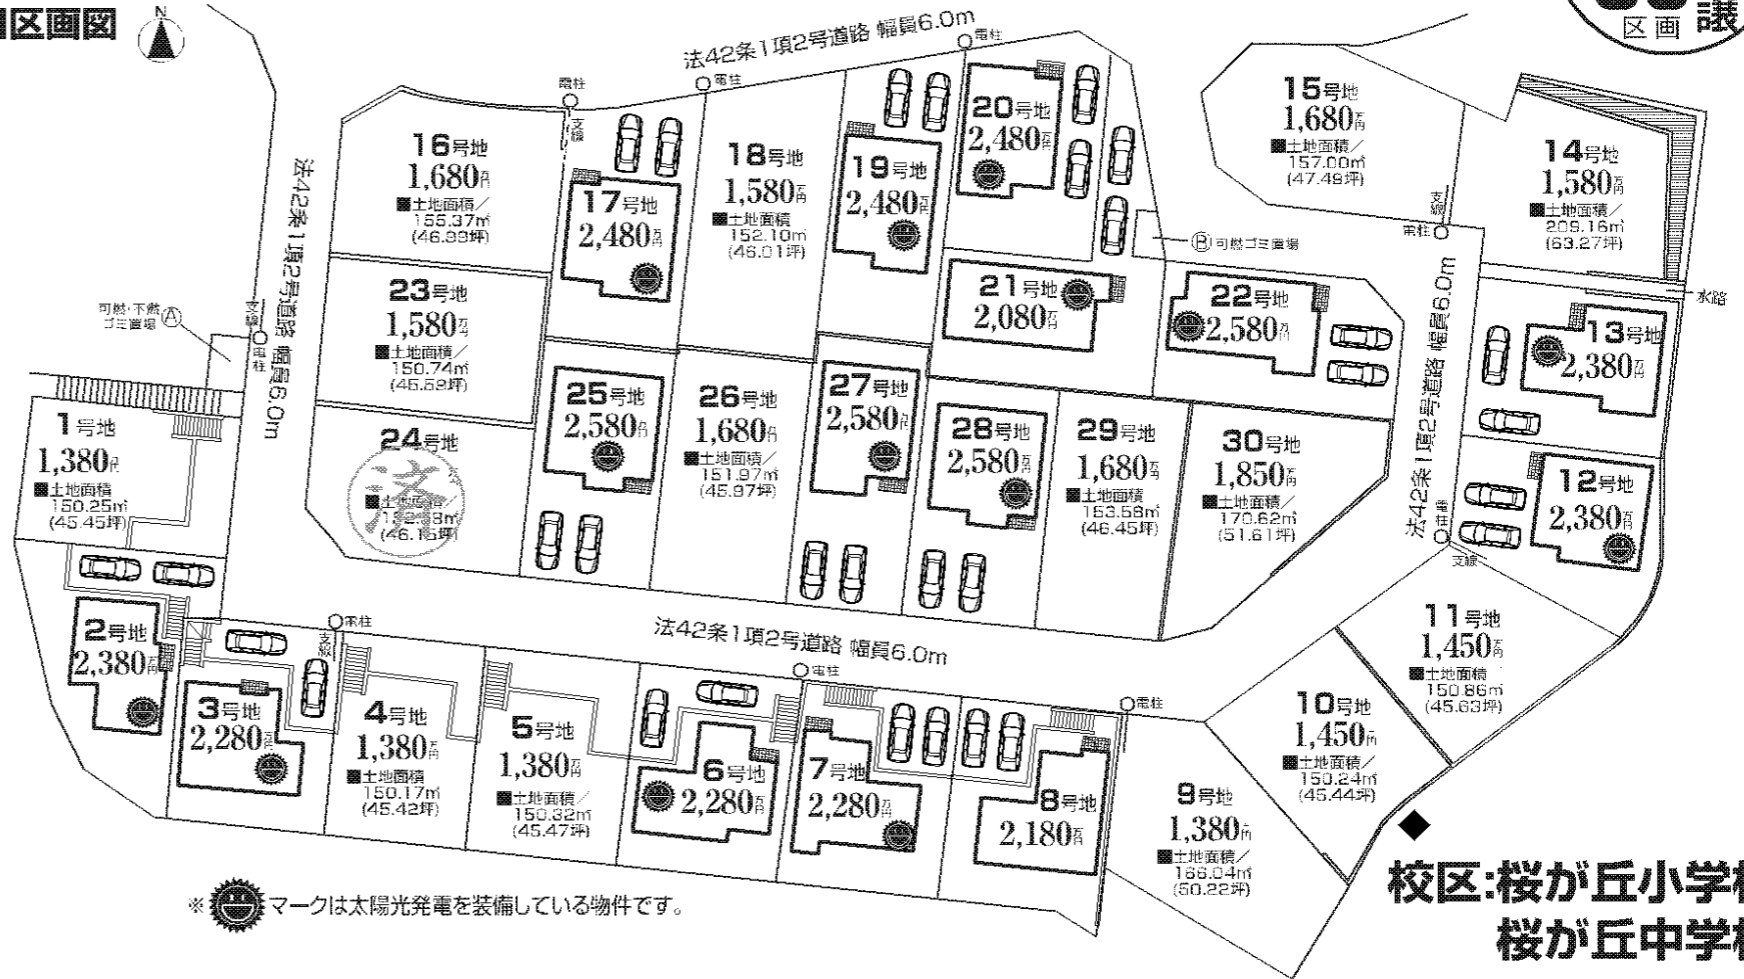 区画図
N
区画
譲
法42条1項2号道路 幅員6.0m
電柱
電柱
電柱
支線
16号地
1,680万円
■土地面積/
155.37㎡
(46.99坪)
17号地
2,480万円
18号地
1,580万円
■土地面積
152.10㎡
(46.01坪)
19号地
2,480万円
20号地
2,480万円
15号地
1,680万円
■土地面積/
157.00㎡
(47.49坪)
14号地
1,580万円
■土地面積/
209.16㎡
(63.27坪)
支線
電柱
Ⓑ可燃ゴミ置場
水路
法42条1項2号道路 幅員6.0m
23号地
1,580万円
■土地面積/
150.74㎡
(45.59坪)
21号地
2,080万円
22号地
2,580万円
13号地
2,380万円
可燃・不燃
ゴミ置場Ⓐ
支線
電柱
法42条1項2号道路 幅員6.0m
1号地
1,380万円
■土地面積
150.25㎡
(45.45坪)
24号地
済
■土地面積/
(46.15坪)
25号地
2,580万円
26号地
1,680万円
■土地面積/
151.97㎡
(45.97坪)
27号地
2,580万円
28号地
2,580万円
29号地
1,680万円
■土地面積
153.58㎡
(46.45坪)
30号地
1,850万円
■土地面積/
170.62㎡
(51.61坪)
12号地
2,380万円
電柱
支線
2号地
2,380万円
3号地
2,280万円
支線
電柱
法42条1項2号道路 幅員6.0m
電柱
電柱
4号地
1,380万円
■土地面積
150.17㎡
(45.42坪)
5号地
1,380万円
■土地面積/
150.32㎡
(45.47坪)
6号地
2,280万円
7号地
2,280万円
8号地
2,180万円
9号地
1,380万円
■土地面積/
166.04㎡
(50.22坪)
10号地
1,450万円
■土地面積/
150.24㎡
(45.44坪)
11号地
1,450万円
■土地面積
150.86㎡
(45.63坪)
※マークは太陽光発電を装備している物件です。
◆
校区:桜が丘小学校
桜が丘中学校